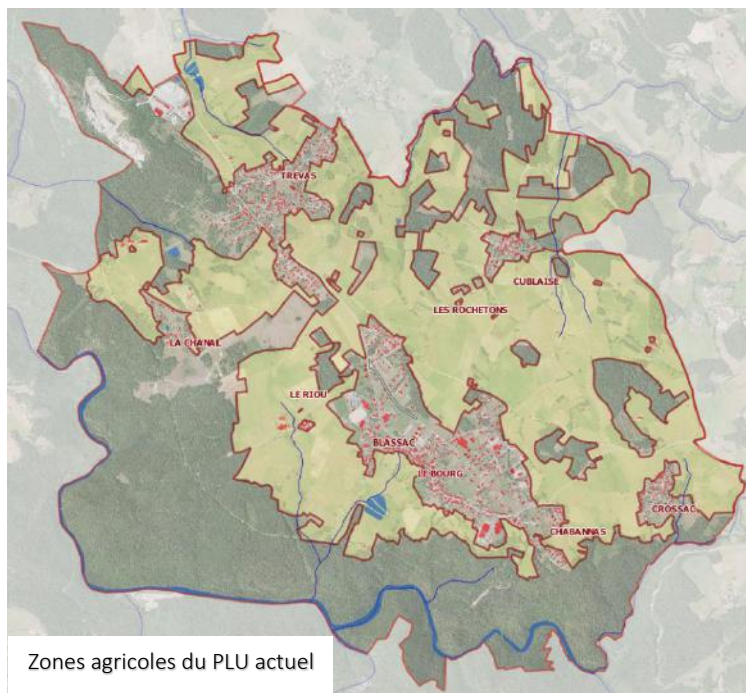 TREVAS
CUBLAISE
LES ROCHETONS
LA CHANAL
LE RIOU
BLASSAC
LE BOURG
CROSSAC
CHABANNAS
Zones agricoles du PLU actuel